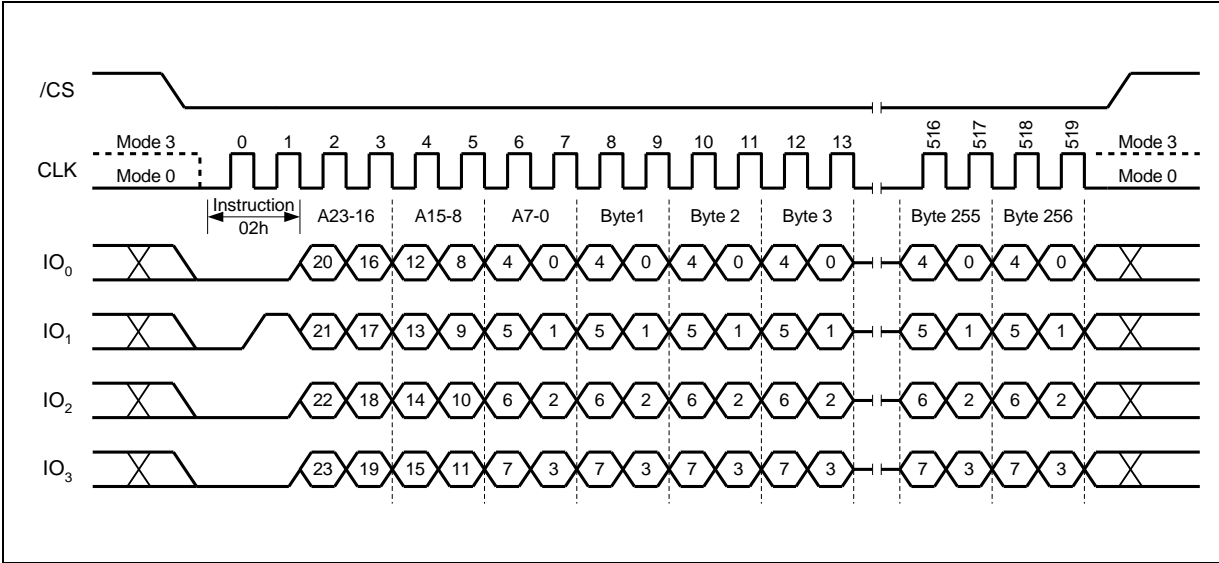 /CS
Mode 3 0 1 2 3 4 5 6 7 8 9 10 11 12 13 516 517 518 519 Mode 3
CLK
Mode 0 Mode 0
Instruction A23-16 A15-8 A7-0 Byte1 Byte 2 Byte 3 Byte 255 Byte 256
02h
IO0 20 16 12 8 4 0 4 0 4 0 4 0 4 0 4 0
IO1 21 17 13 9 5 1 5 1 5 1 5 1 5 1 5 1
IO2 22 18 14 10 6 2 6 2 6 2 6 2 6 2 6 2
IO3 23 19 15 11 7 3 7 3 7 3 7 3 7 3 7 3